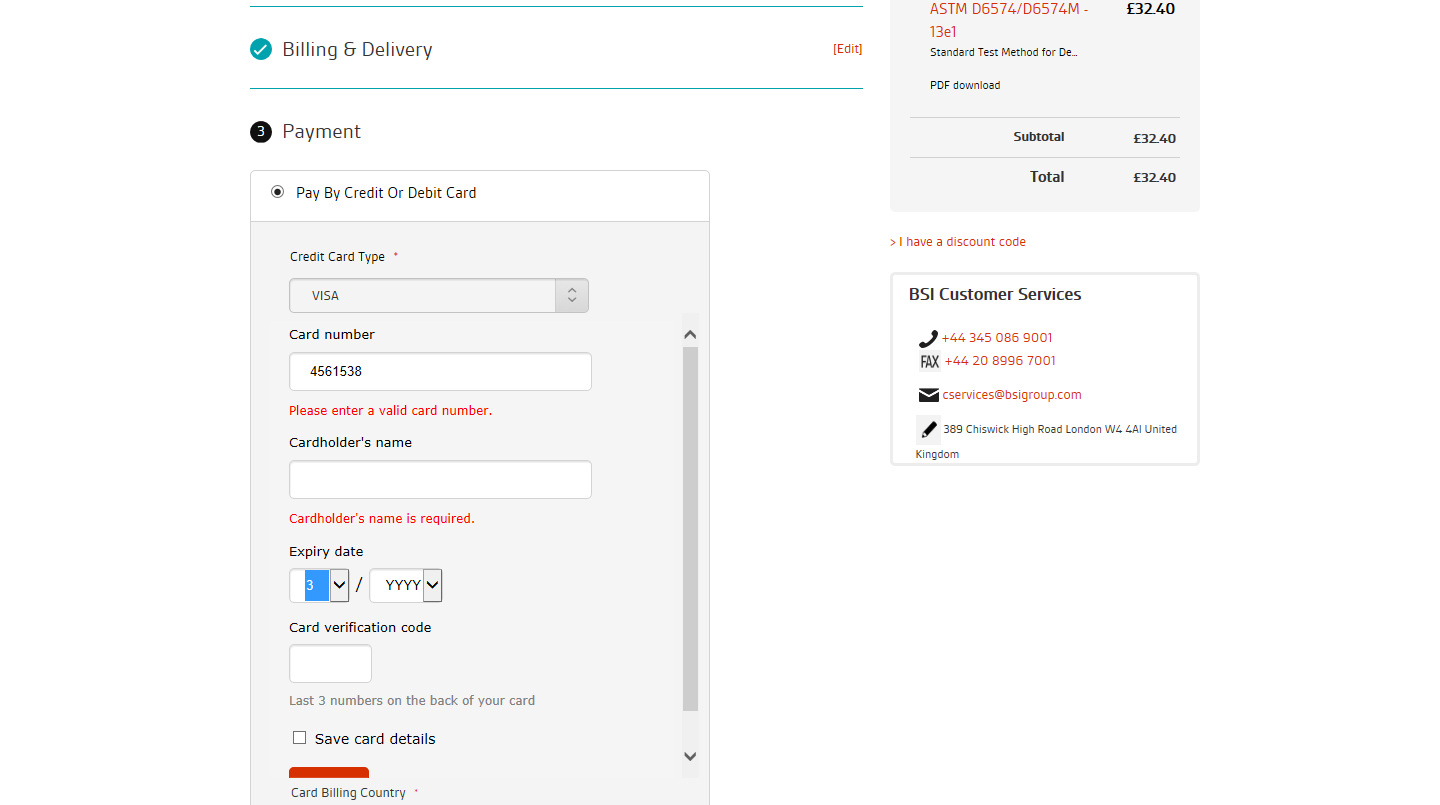 Billing & Delivery
[Edit]
3 Payment
Pay By Credit Or Debit Card
Credit Card Type *
VISA
Card number
4561538
Please enter a valid card number.
Cardholder's name
Cardholder's name is required.
Expiry date
3 / YYYY
Card verification code
Last 3 numbers on the back of your card
Save card details
Card Billing Country *
ASTM D6574/D6574M - £32.40
13e1
Standard Test Method for De...
PDF download
Subtotal £32.40
Total £32.40
> I have a discount code
BSI Customer Services
+44 345 086 9001
FAX +44 20 8996 7001
cservices@bsigroup.com
389 Chiswick High Road London W4 4Al United
Kingdom